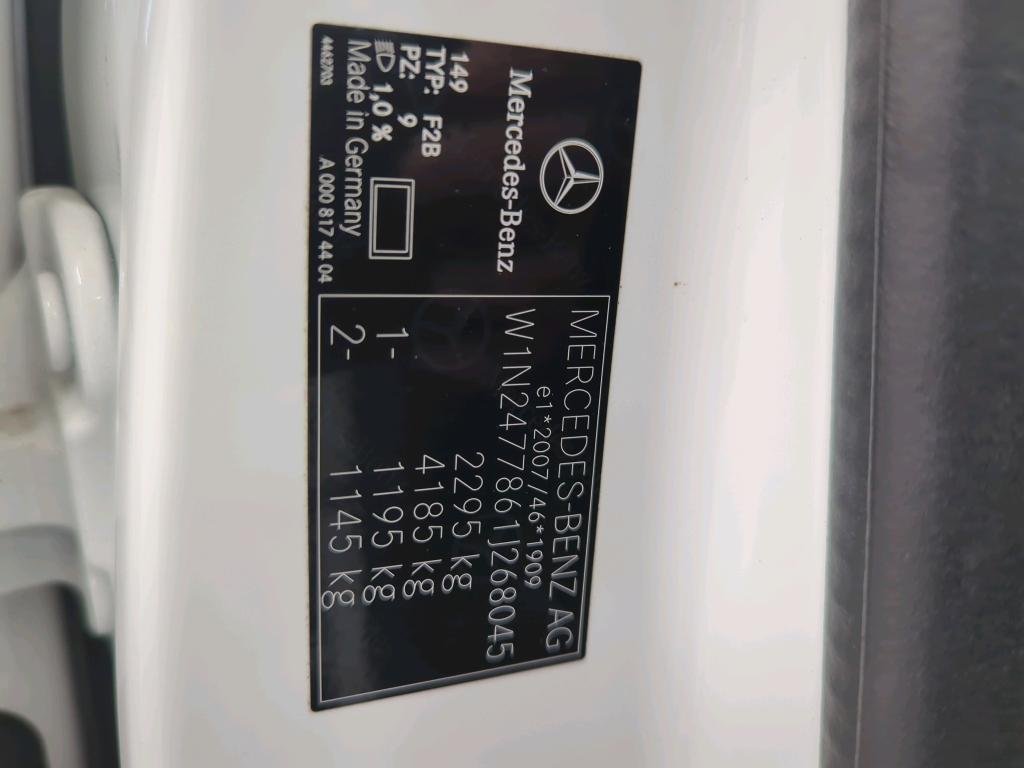 Mercedes-Benz
149
TYP: F2B
PZ: 9
1,0 %
Made in Germany
4462703
A 000 817 44 04
MERCEDES-BENZ AG
e1*2007/46*1909
W1N2477861J268045
2295 kg
4185 kg
1- 1195 kg
2- 1145 kg